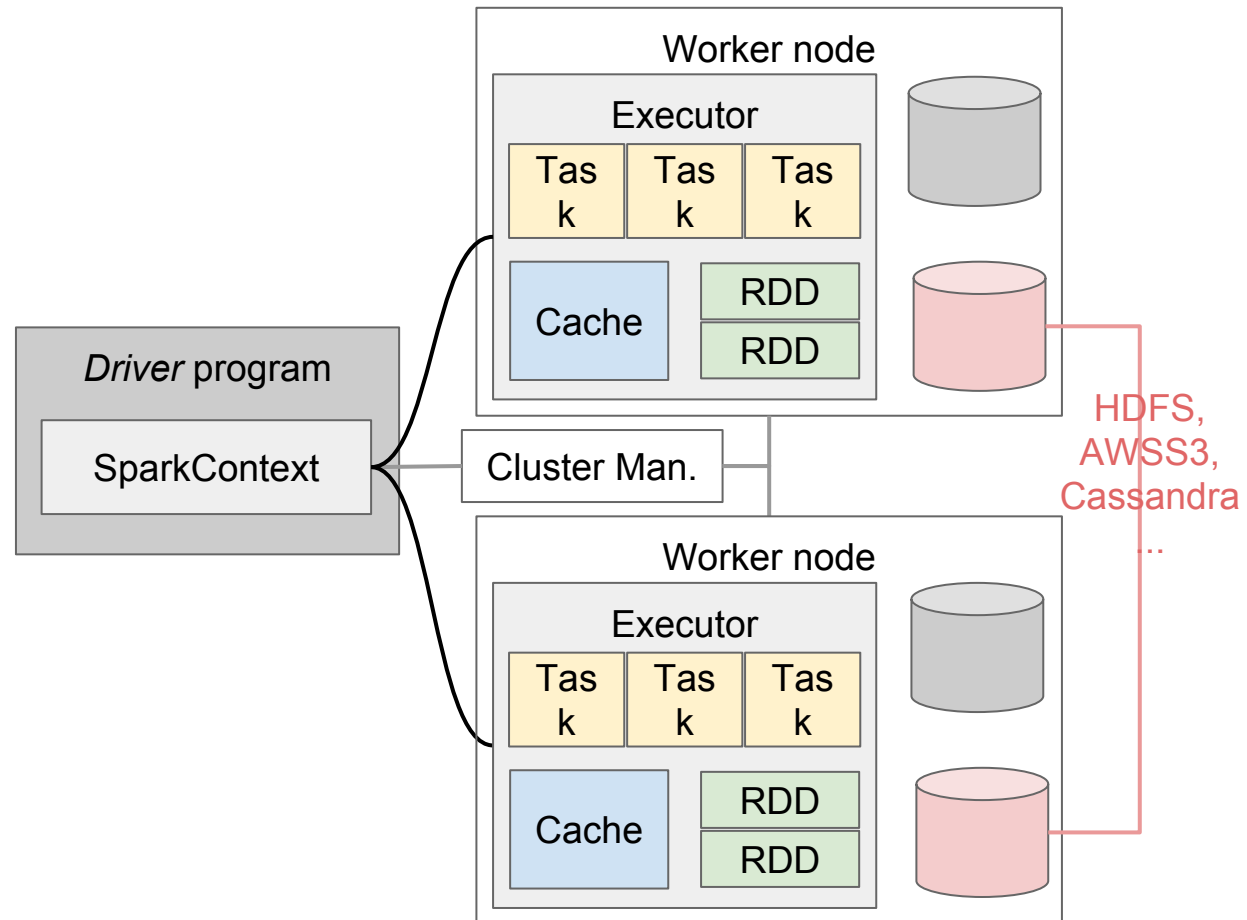 Worker node
Executor
Tas
k
Tas
k
Tas
k
Cache
RDD
RDD
Driver program
SparkContext
Cluster Man.
HDFS,
AWSS3,
Cassandra
...
Worker node
Executor
Tas
k
Tas
k
Tas
k
Cache
RDD
RDD